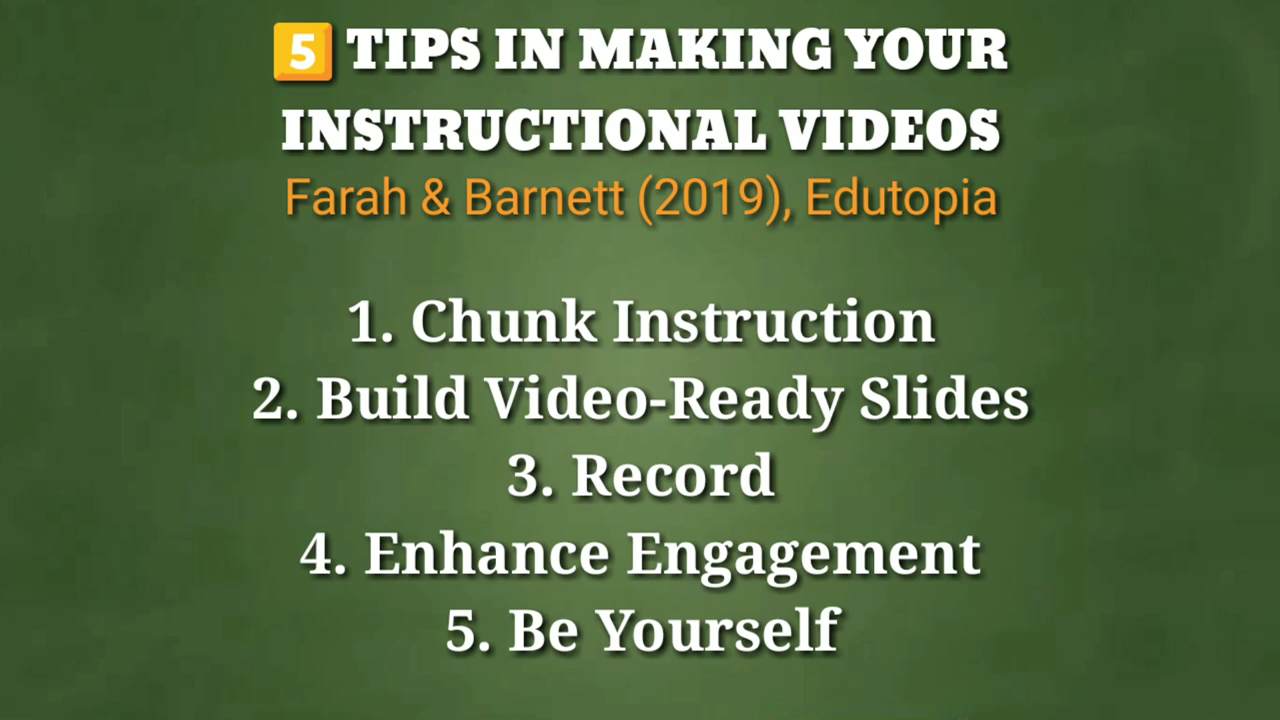 5️⃣ TIPS IN MAKING YOUR
INSTRUCTIONAL VIDEOS
Farah & Barnett (2019), Edutopia
1. Chunk Instruction
2. Build Video-Ready Slides
3. Record
4. Enhance Engagement
5. Be Yourself